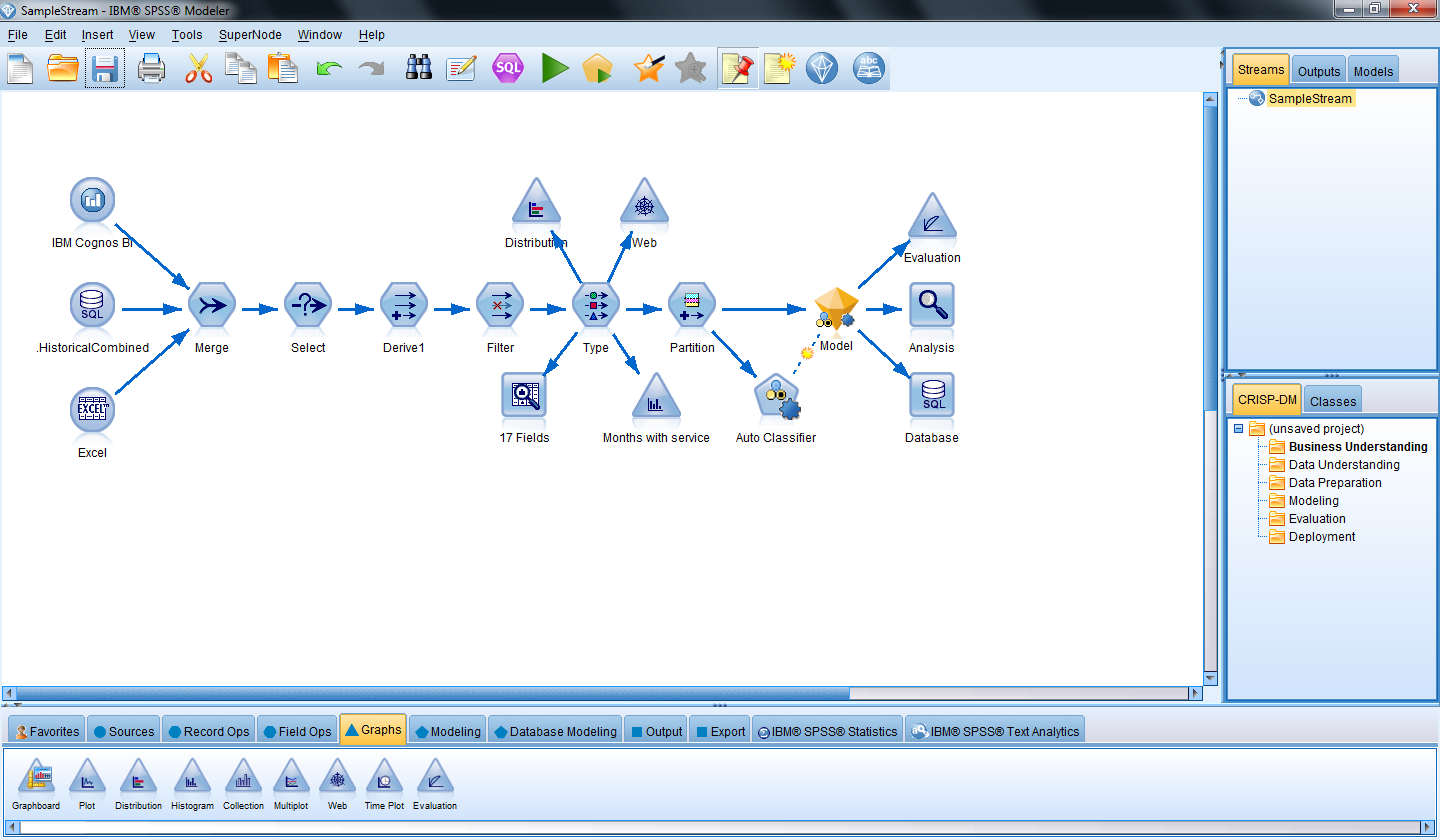 SampleStream - IBM® SPSS® Modeler
File Edit Insert View Tools SuperNode Window Help
SQL
abc
Streams Outputs Models
SampleStream
IBM Cognos BI
Distribution
Web
Evaluation
SQL
.HistoricalCombined
Merge
Select
Derive1
Filter
Type
Partition
Model
Analysis
EXCEL
Excel
17 Fields
Months with service
Auto Classifier
SQL
Database
CRISP-DM Classes
(unsaved project)
Business Understanding
Data Understanding
Data Preparation
Modeling
Evaluation
Deployment
Favorites Sources Record Ops Field Ops Graphs Modeling Database Modeling Output Export IBM® SPSS® Statistics IBM® SPSS® Text Analytics
Graphboard Plot Distribution Histogram Collection Multiplot Web Time Plot Evaluation